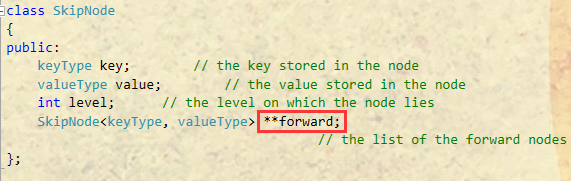 class SkipNode
{
public:
keyType key; // the key stored in the node
valueType value; // the value stored in the node
int level; // the level on which the node lies
SkipNode<keyType, valueType> **forward;
// the list of the forward nodes
};